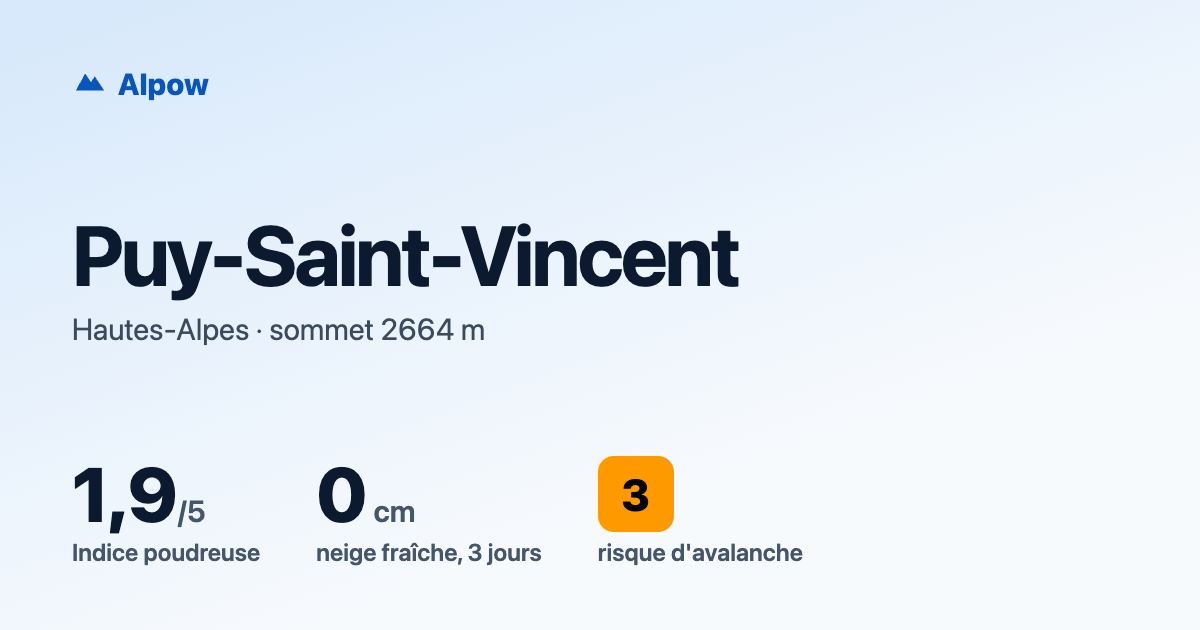 Alpow
Puy-Saint-Vincent
Hautes-Alpes · sommet 2664 m
1,9/5
Indice poudreuse
0 cm
neige fraîche, 3 jours
3
risque d'avalanche